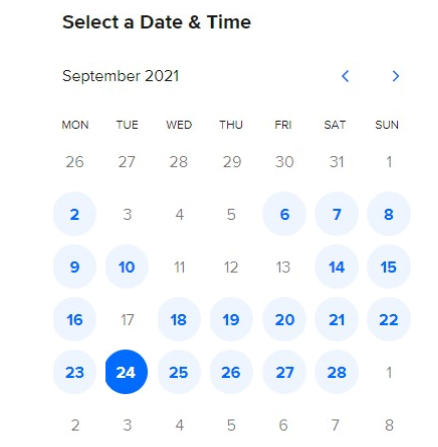 Select a Date & Time
September 2021
MON TUE WED THU FRI SAT SUN
26 27 28 29 30 31 1
2 3 4 5 6 7 8
9 10 11 12 13 14 15
16 17 18 19 20 21 22
23 24 25 26 27 28 1
2 3 4 5 6 7 8